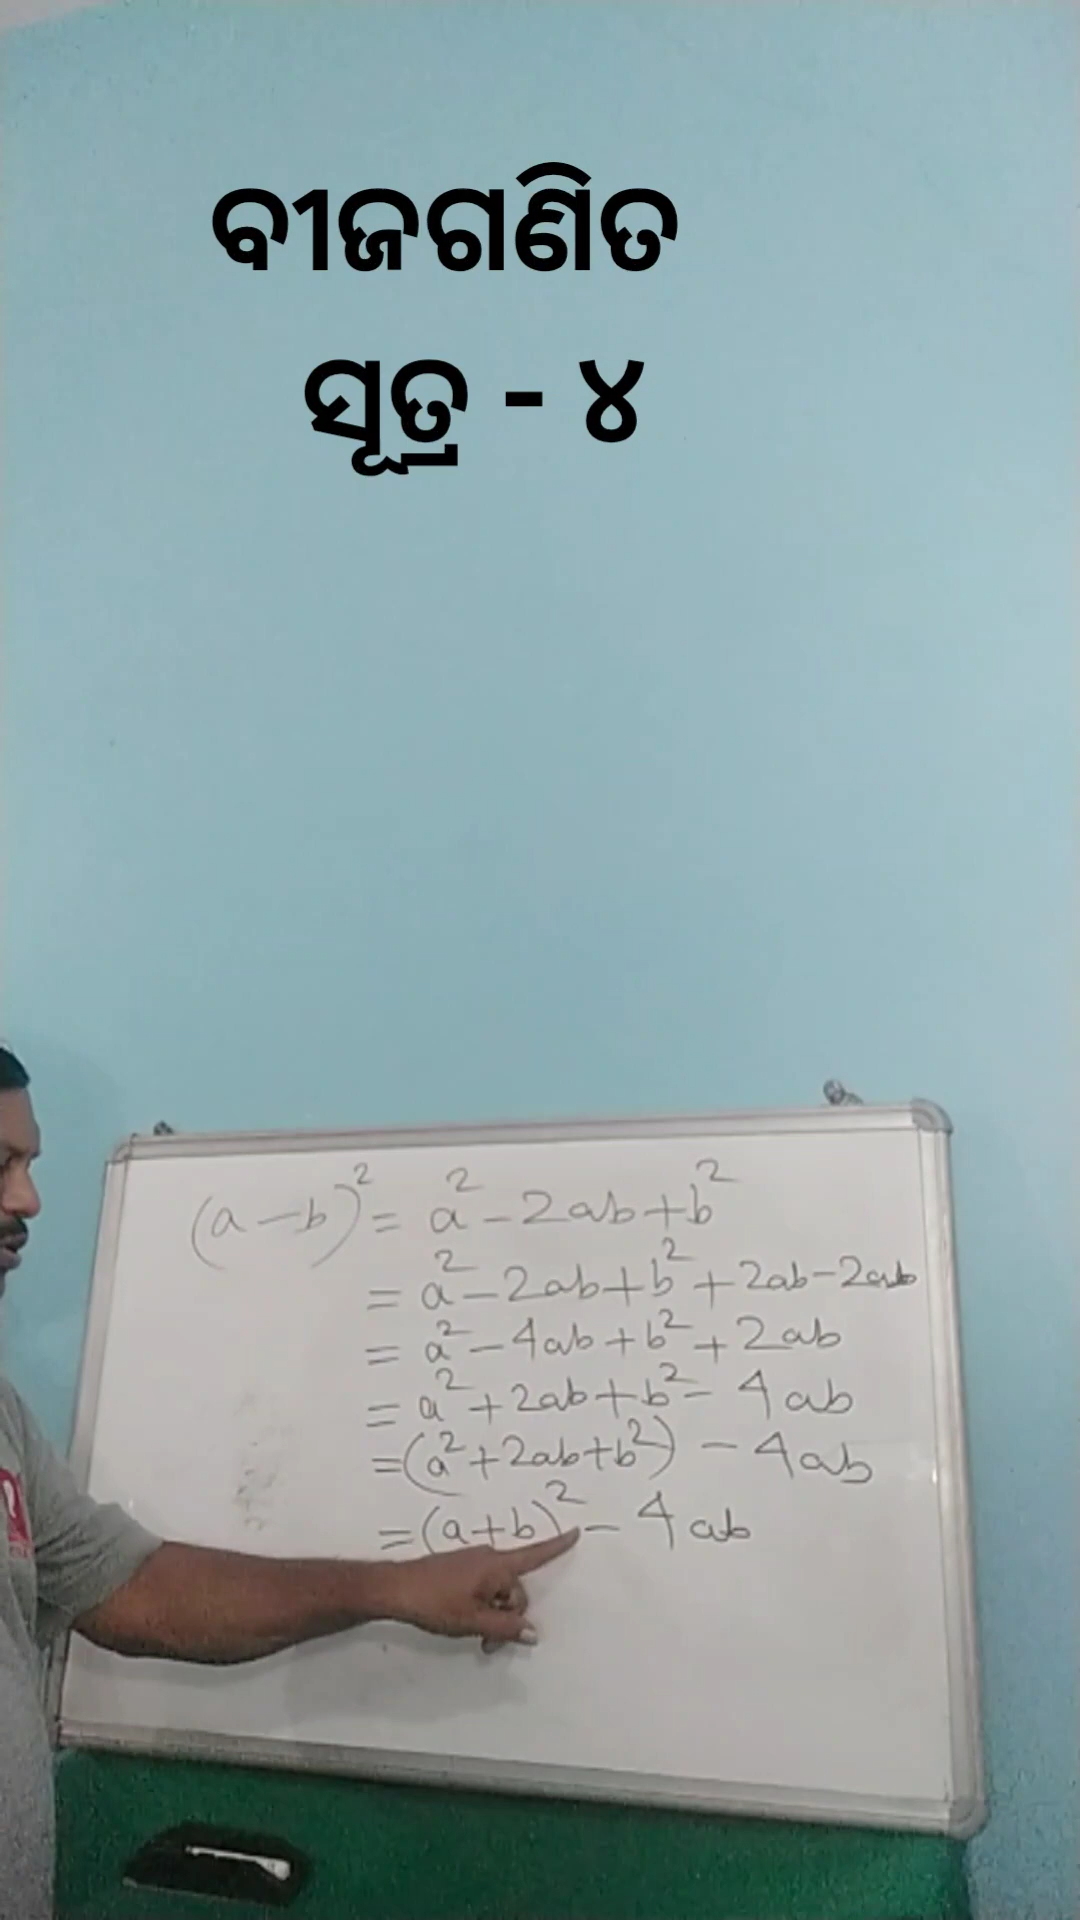 ବୀଜଗଣିତ
ସୂତ୍ର - ୪
(a-b)² = a² - 2ab + b²
= a² - 2ab + b² + 2ab - 2ab
= a² - 4ab + b² + 2ab
= a² + 2ab + b² - 4ab
= (a² + 2ab + b²) - 4ab
= (a+b)² - 4ab